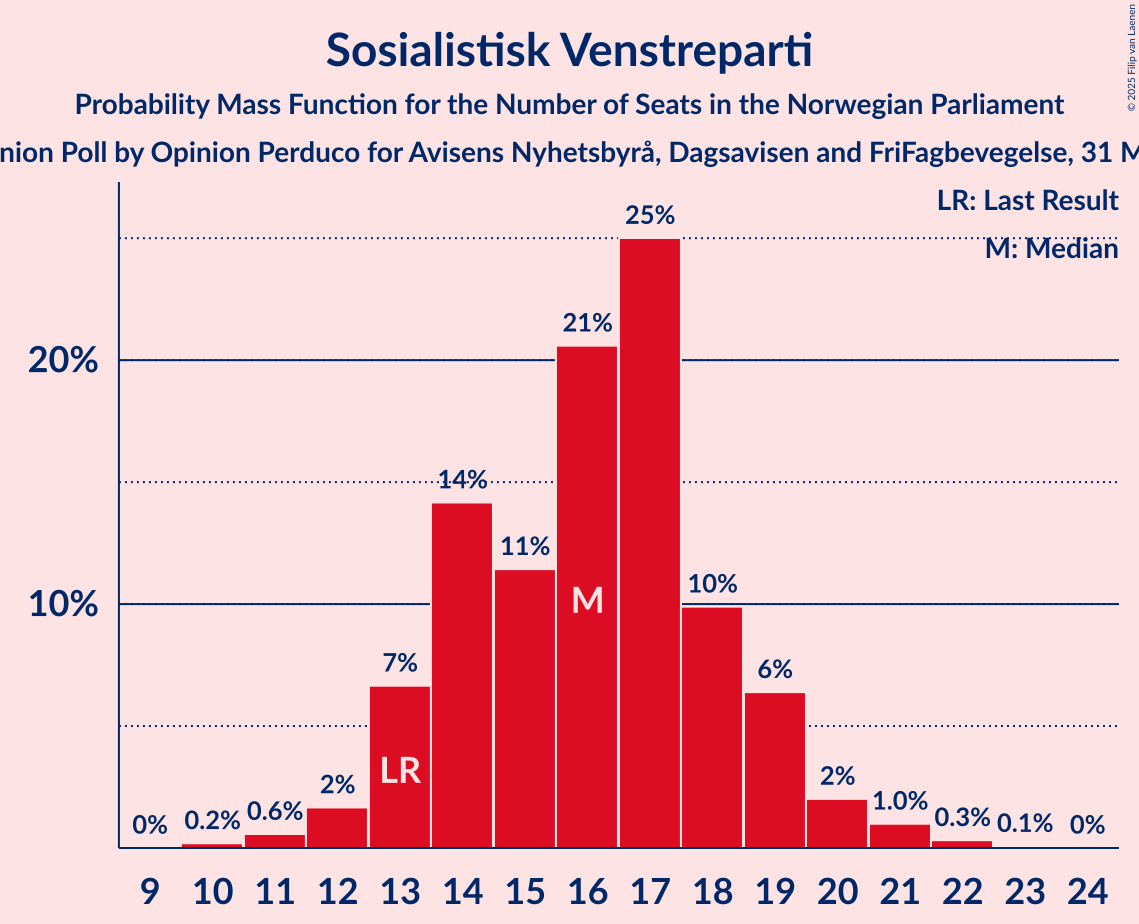 Sosialistisk Venstreparti
Probability Mass Function for the Number of Seats in the Norwegian Parliament
nion Poll by Opinion Perduco for Avisens Nyhetsbyrå, Dagsavisen and FriFagbevegelse, 31 M
© 2025 Filip van Laenen
LR: Last Result
M: Median
25%
21%
20%
14%
11%
10%
10%
M
7%
6%
LR
2%
2%
1.0%
0.6%
0.3%
0.2%
0.1%
0%
0%
9 10 11 12 13 14 15 16 17 18 19 20 21 22 23 24